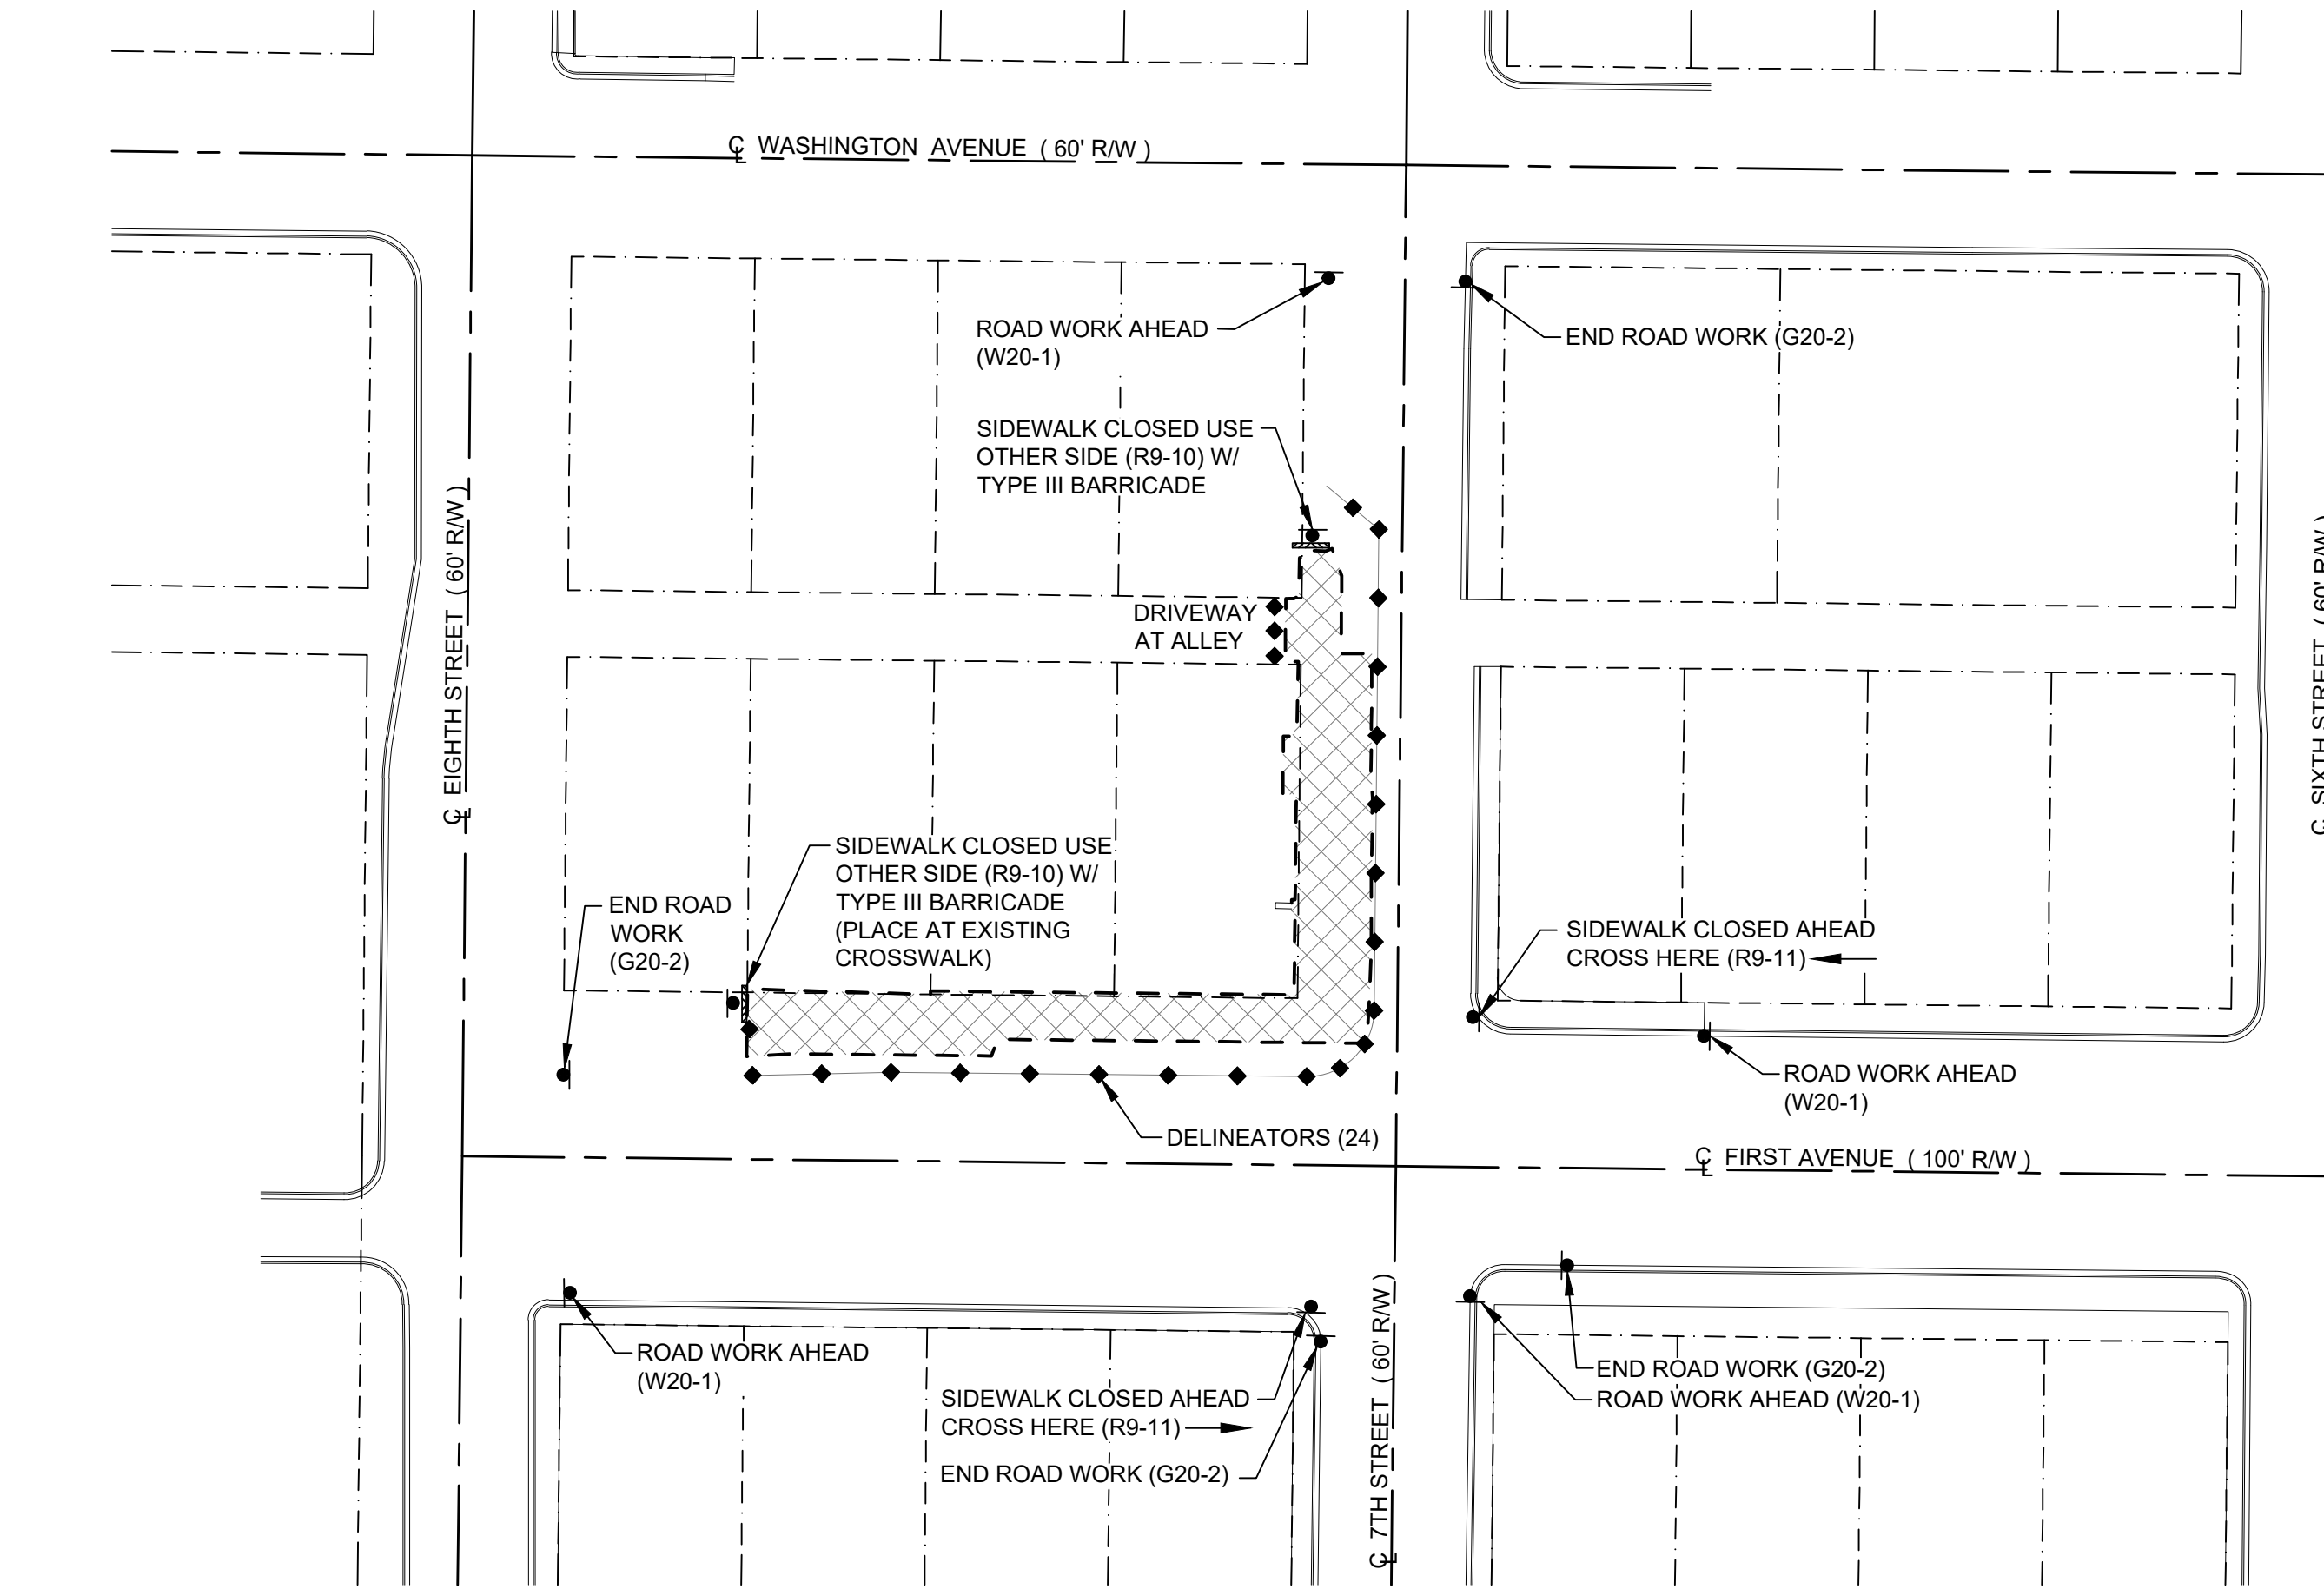 ℄ WASHINGTON AVENUE ( 60' R/W )
ROAD WORK AHEAD
(W20-1)
END ROAD WORK (G20-2)
SIDEWALK CLOSED USE
OTHER SIDE (R9-10) W/
TYPE III BARRICADE
℄ EIGHTH STREET ( 60' R/W )
DRIVEWAY
AT ALLEY
℄ SIXTH STREET ( 60' R/W )
SIDEWALK CLOSED USE
OTHER SIDE (R9-10) W/
TYPE III BARRICADE
(PLACE AT EXISTING
CROSSWALK)
END ROAD
WORK
(G20-2)
SIDEWALK CLOSED AHEAD
CROSS HERE (R9-11)
ROAD WORK AHEAD
(W20-1)
DELINEATORS (24)
℄ FIRST AVENUE ( 100' R/W )
ROAD WORK AHEAD
(W20-1)
SIDEWALK CLOSED AHEAD
CROSS HERE (R9-11)
END ROAD WORK (G20-2)
℄ 7TH STREET ( 60' R/W )
END ROAD WORK (G20-2)
ROAD WORK AHEAD (W20-1)